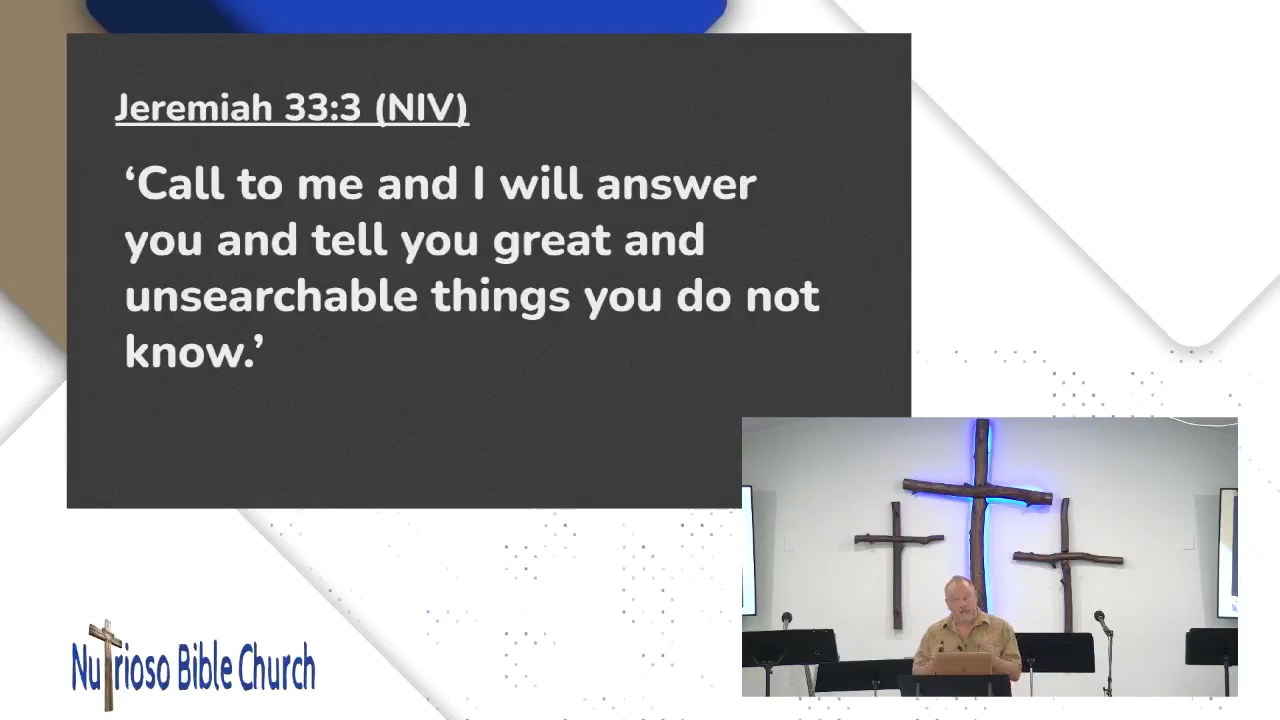 Jeremiah 33:3 (NIV)
‘Call to me and I will answer
you and tell you great and
unsearchable things you do not
know.’
Nutrioso Bible Church